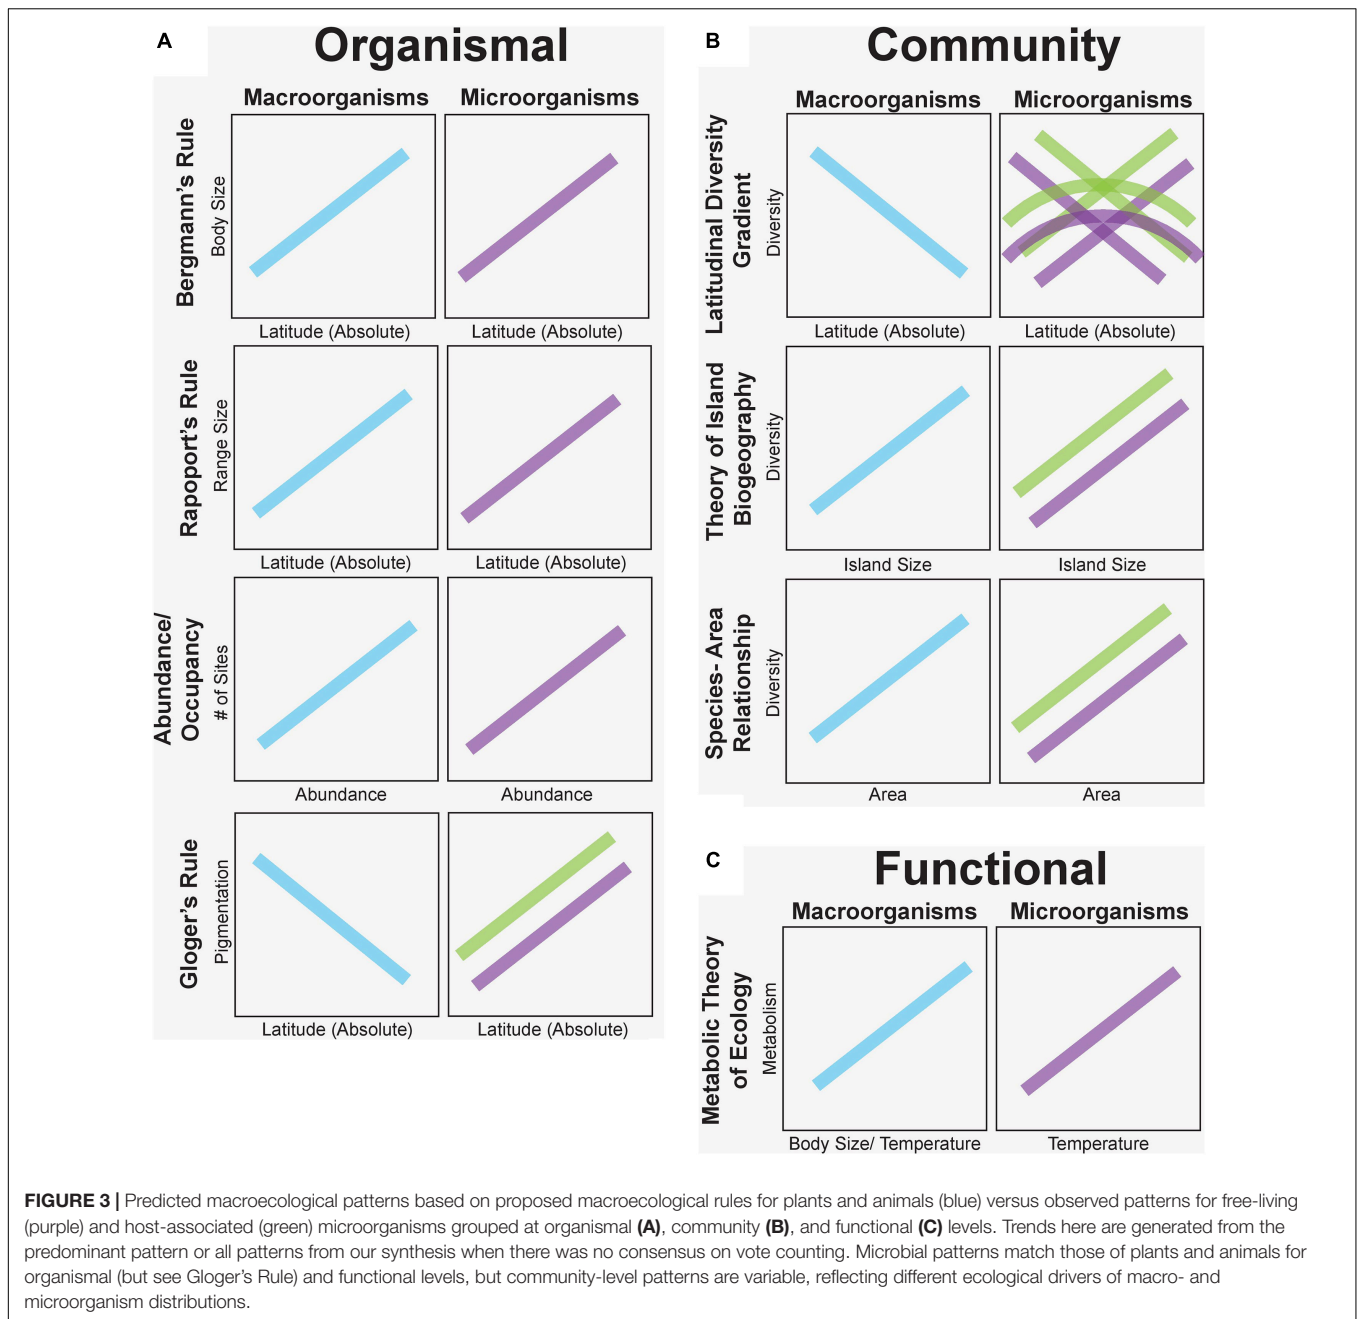 A
Organismal
Macroorganisms
Microorganisms
Bergmann's Rule
Body Size
Latitude (Absolute)
Latitude (Absolute)
Rapoport's Rule
Range Size
Latitude (Absolute)
Latitude (Absolute)
Abundance/
Occupancy
# of Sites
Abundance
Abundance
Gloger's Rule
Pigmentation
Latitude (Absolute)
Latitude (Absolute)
B
Community
Macroorganisms
Microorganisms
Latitudinal Diversity
Gradient
Diversity
Latitude (Absolute)
Latitude (Absolute)
Theory of Island
Biogeography
Diversity
Island Size
Island Size
Species- Area
Relationship
Diversity
Area
Area
C
Functional
Macroorganisms
Microorganisms
Metabolic Theory
of Ecology
Metabolism
Body Size/ Temperature
Temperature
FIGURE 3 | Predicted macroecological patterns based on proposed macroecological rules for plants and animals (blue) versus observed patterns for free-living
(purple) and host-associated (green) microorganisms grouped at organismal (A), community (B), and functional (C) levels. Trends here are generated from the
predominant pattern or all patterns from our synthesis when there was no consensus on vote counting. Microbial patterns match those of plants and animals for
organismal (but see Gloger's Rule) and functional levels, but community-level patterns are variable, reflecting different ecological drivers of macro- and
microorganism distributions.